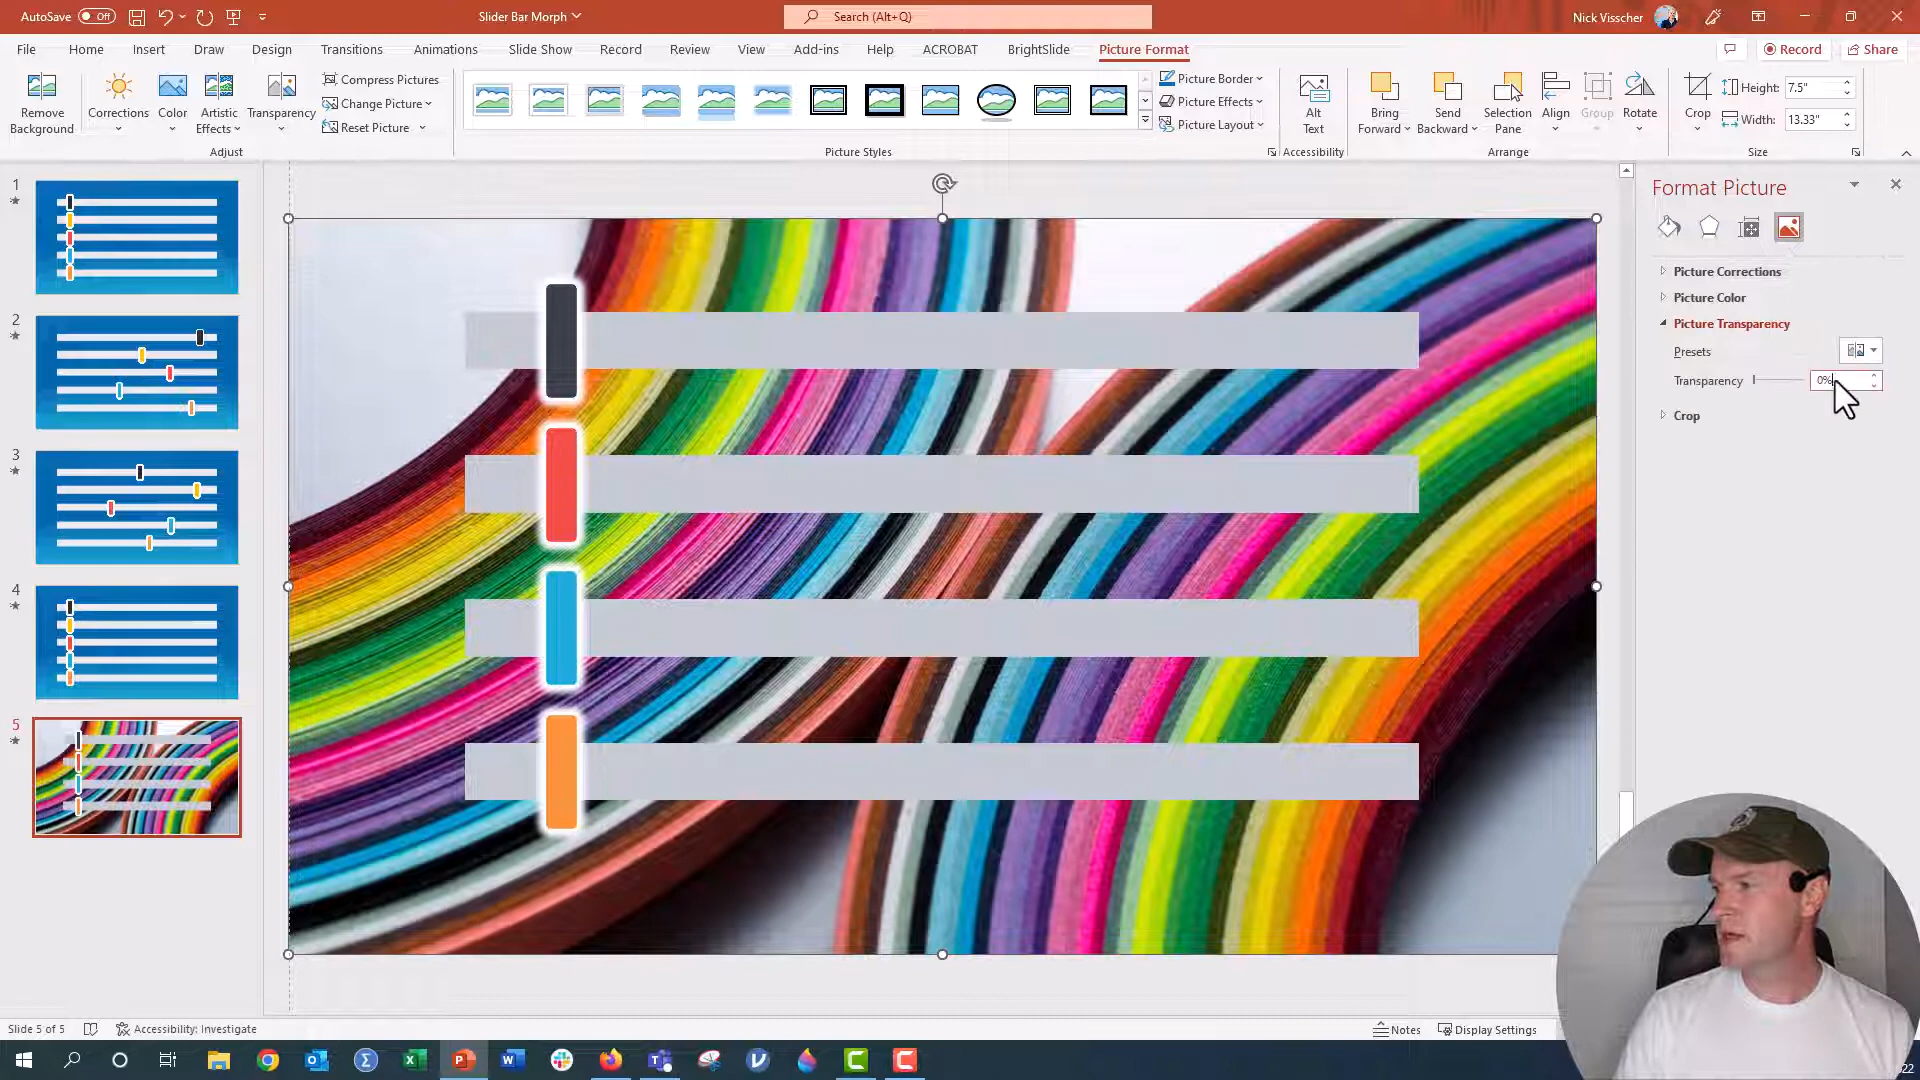 AutoSave Off
Slider Bar Morph
Search (Alt+Q)
Nick Visscher
File Home Insert Draw Design Transitions Animations Slide Show Record Review View Add-ins Help ACROBAT BrightSlide Picture Format
Record Share
Remove Background
Corrections
Color
Artistic Effects
Transparency
Compress Pictures
Change Picture
Reset Picture
Adjust
Picture Styles
Picture Border
Picture Effects
Picture Layout
Alt Text
Accessibility
Bring Forward
Send Backward
Selection Pane
Align
Group
Rotate
Arrange
Crop
Height: 7.5"
Width: 13.33"
Size
1
2
3
4
5
Format Picture
Picture Corrections
Picture Color
Picture Transparency
Presets
Transparency 0%
Crop
Slide 5 of 5 Accessibility: Investigate
Notes Display Settings
22